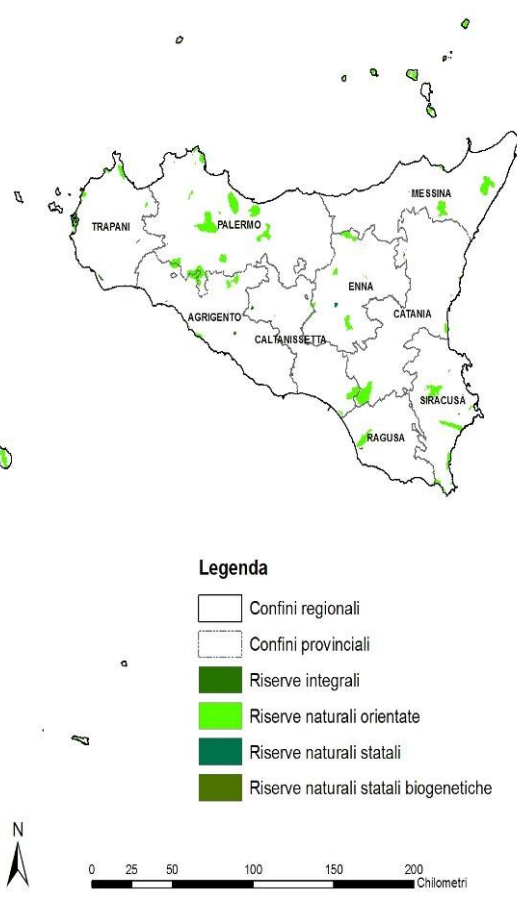 MESSINA
TRAPANI
PALERMO
ENNA
CATANIA
AGRIGENTO
CALTANISSETTA
SIRACUSA
RAGUSA
Legenda
Confini regionali
Confini provinciali
Riserve integrali
Riserve naturali orientate
Riserve naturali statali
Riserve naturali statali biogenetiche
N
0 25 50 100 150 200
Chilometri